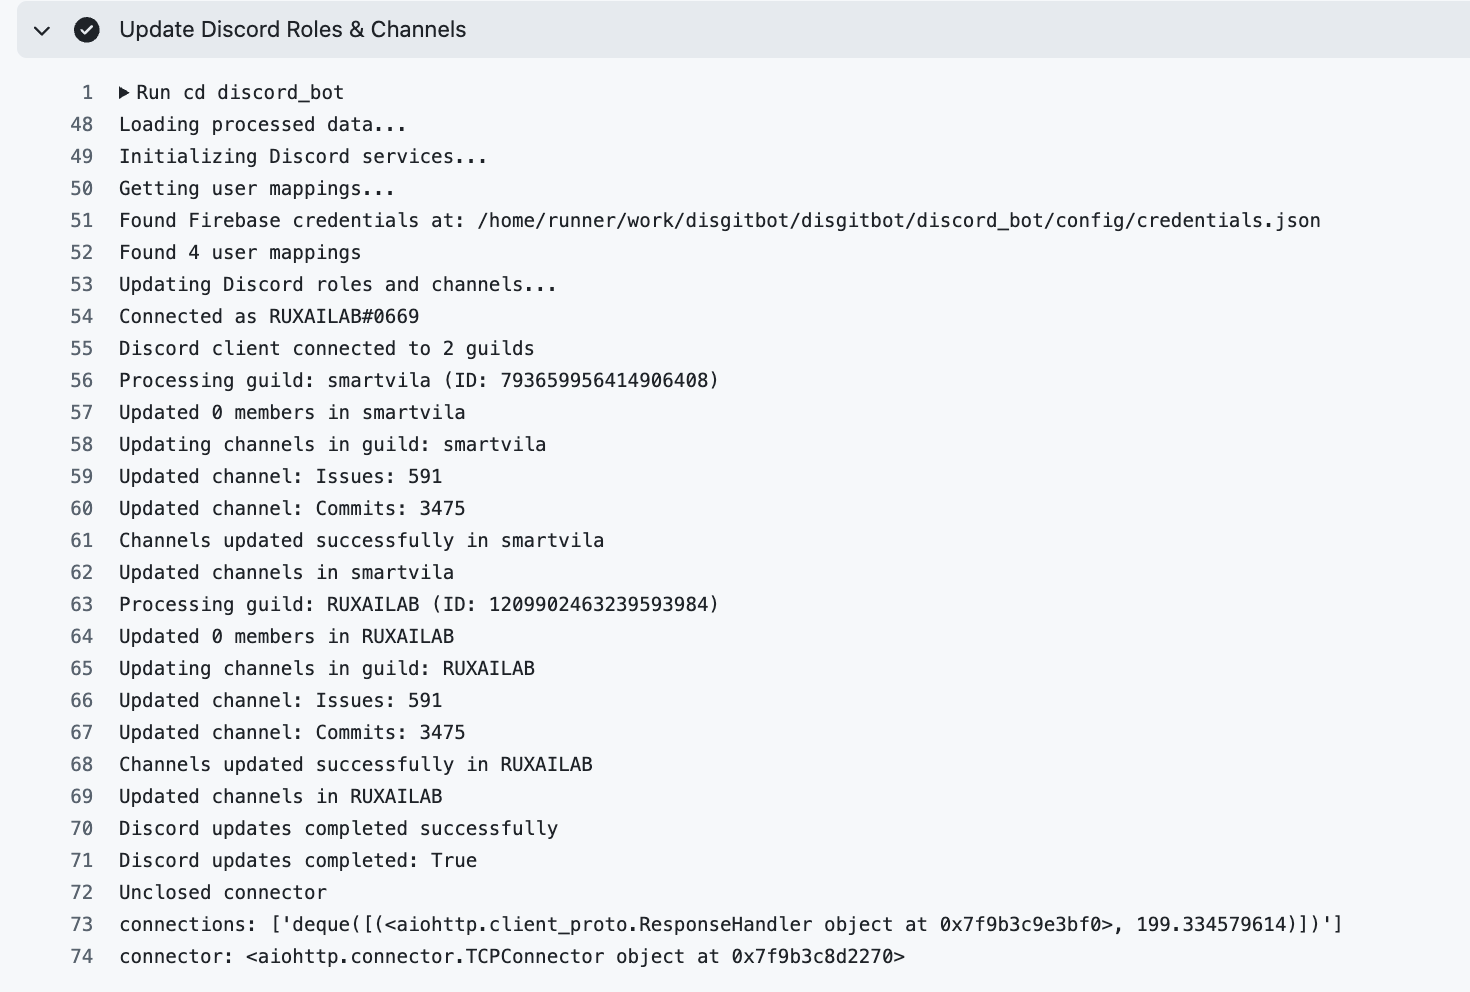 Update Discord Roles & Channels
1 ▶ Run cd discord_bot
48 Loading processed data...
49 Initializing Discord services...
50 Getting user mappings...
51 Found Firebase credentials at: /home/runner/work/disgitbot/disgitbot/discord_bot/config/credentials.json
52 Found 4 user mappings
53 Updating Discord roles and channels...
54 Connected as RUXAILAB#0669
55 Discord client connected to 2 guilds
56 Processing guild: smartvila (ID: 793659956414906408)
57 Updated 0 members in smartvila
58 Updating channels in guild: smartvila
59 Updated channel: Issues: 591
60 Updated channel: Commits: 3475
61 Channels updated successfully in smartvila
62 Updated channels in smartvila
63 Processing guild: RUXAILAB (ID: 1209902463239593984)
64 Updated 0 members in RUXAILAB
65 Updating channels in guild: RUXAILAB
66 Updated channel: Issues: 591
67 Updated channel: Commits: 3475
68 Channels updated successfully in RUXAILAB
69 Updated channels in RUXAILAB
70 Discord updates completed successfully
71 Discord updates completed: True
72 Unclosed connector
73 connections: ['deque([(<aiohttp.client_proto.ResponseHandler object at 0x7f9b3c9e3bf0>, 199.334579614)])']
74 connector: <aiohttp.connector.TCPConnector object at 0x7f9b3c8d2270>